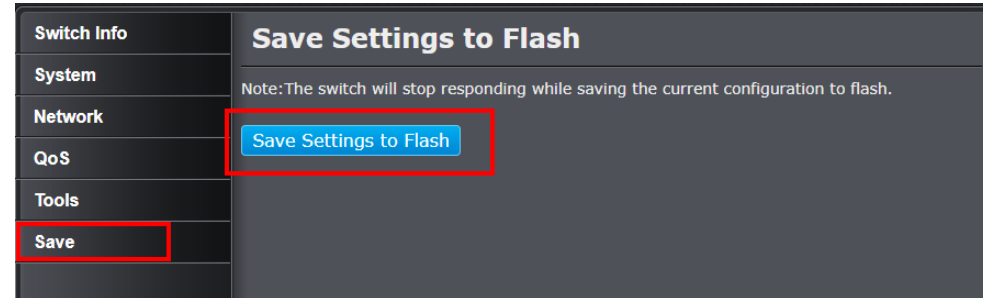 Switch Info
System
Network
QoS
Tools
Save
Save Settings to Flash
Note:The switch will stop responding while saving the current configuration to flash.
Save Settings to Flash